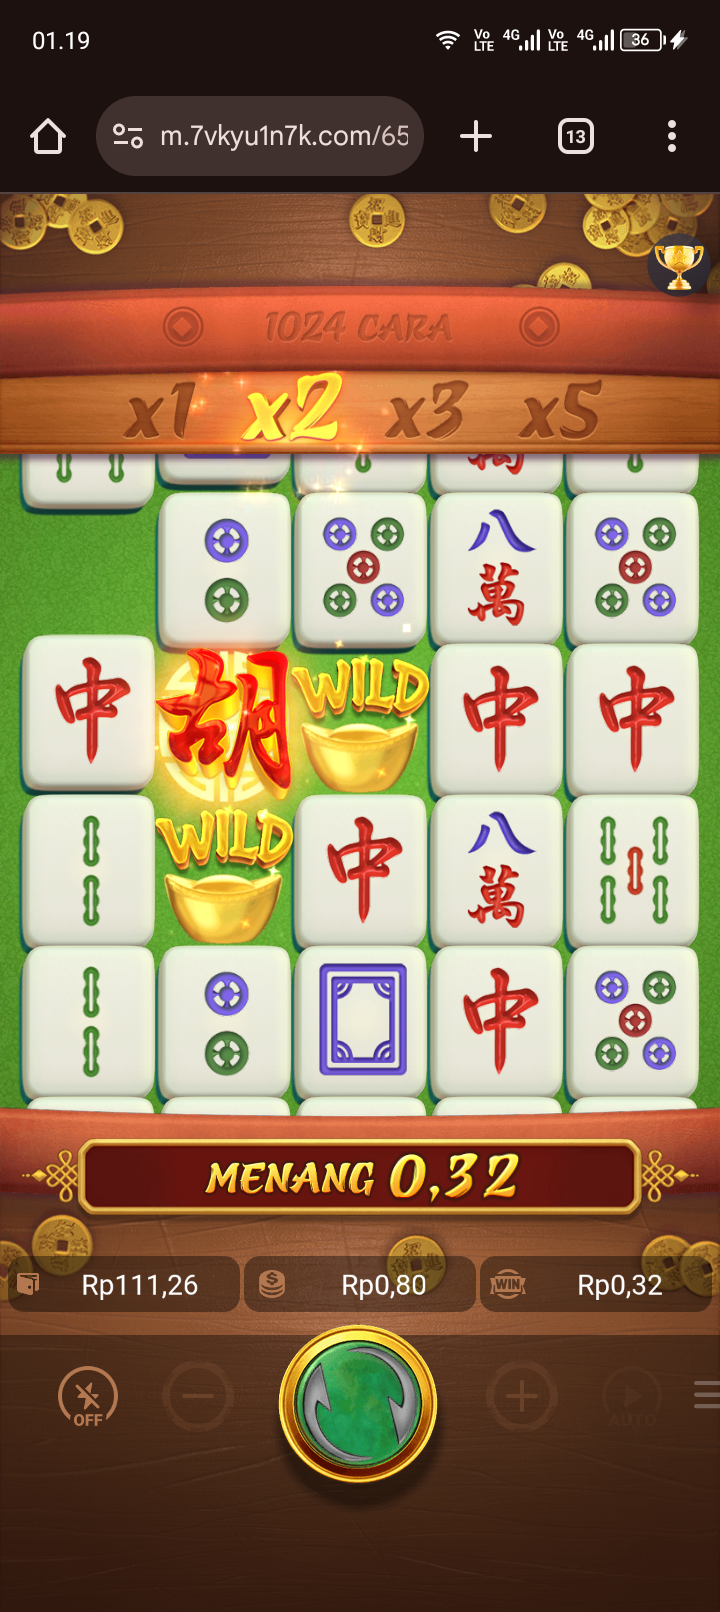 01.19
Vo LTE 4G Vo LTE 4G 36
m.7vkyu1n7k.com/65
13
1024 CARA
x1 x2 x3 x5
八
萬
中 胡 WILD 中 中
WILD 中 八
萬
中
MENANG 0,32
Rp111,26 Rp0,80 WIN Rp0,32
OFF
AUTO